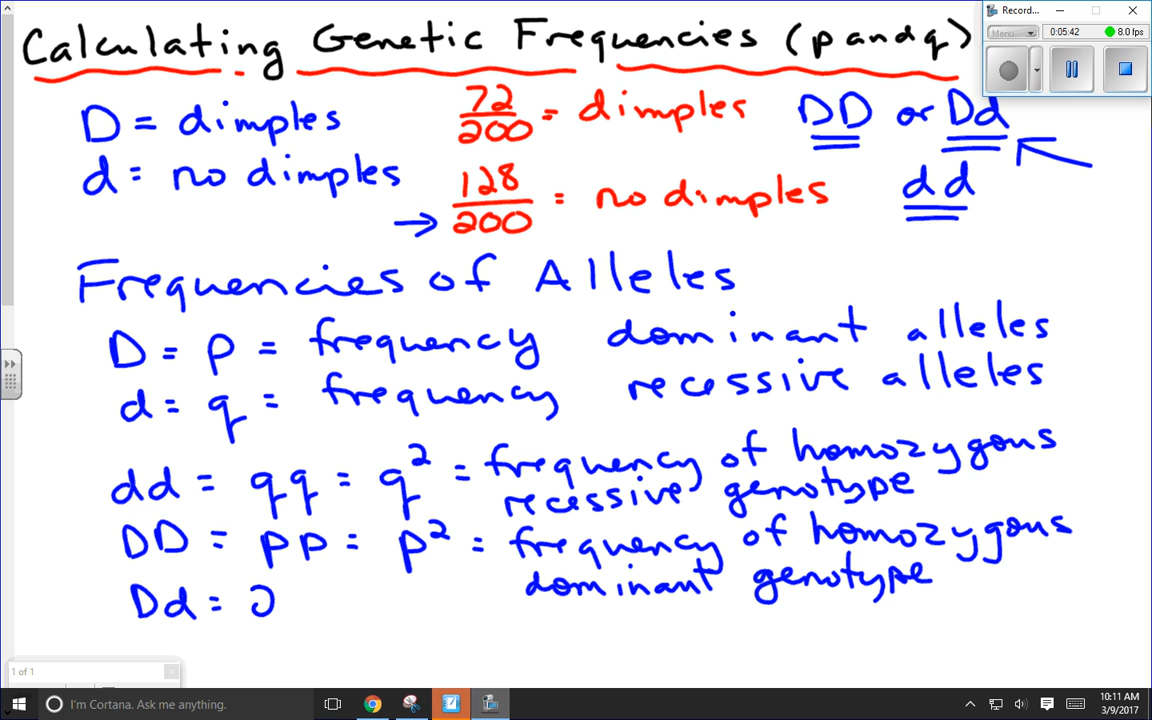 Calculating Genetic Frequencies (p and q)
Record...
Menu
0:05:42
8.0 fps
D = dimples
72/200 = dimples
DD or Dd
d = no dimples
→ 128/200 = no dimples
dd
Frequencies of Alleles
D = p = frequency dominant alleles
d = q = frequency recessive alleles
dd = qq = q² = frequency of homozygous
recessive genotype
DD = pp = p² = frequency of homozygous
dominant genotype
Dd = 2
1 of 1
I'm Cortana. Ask me anything.
10:11 AM
3/9/2017